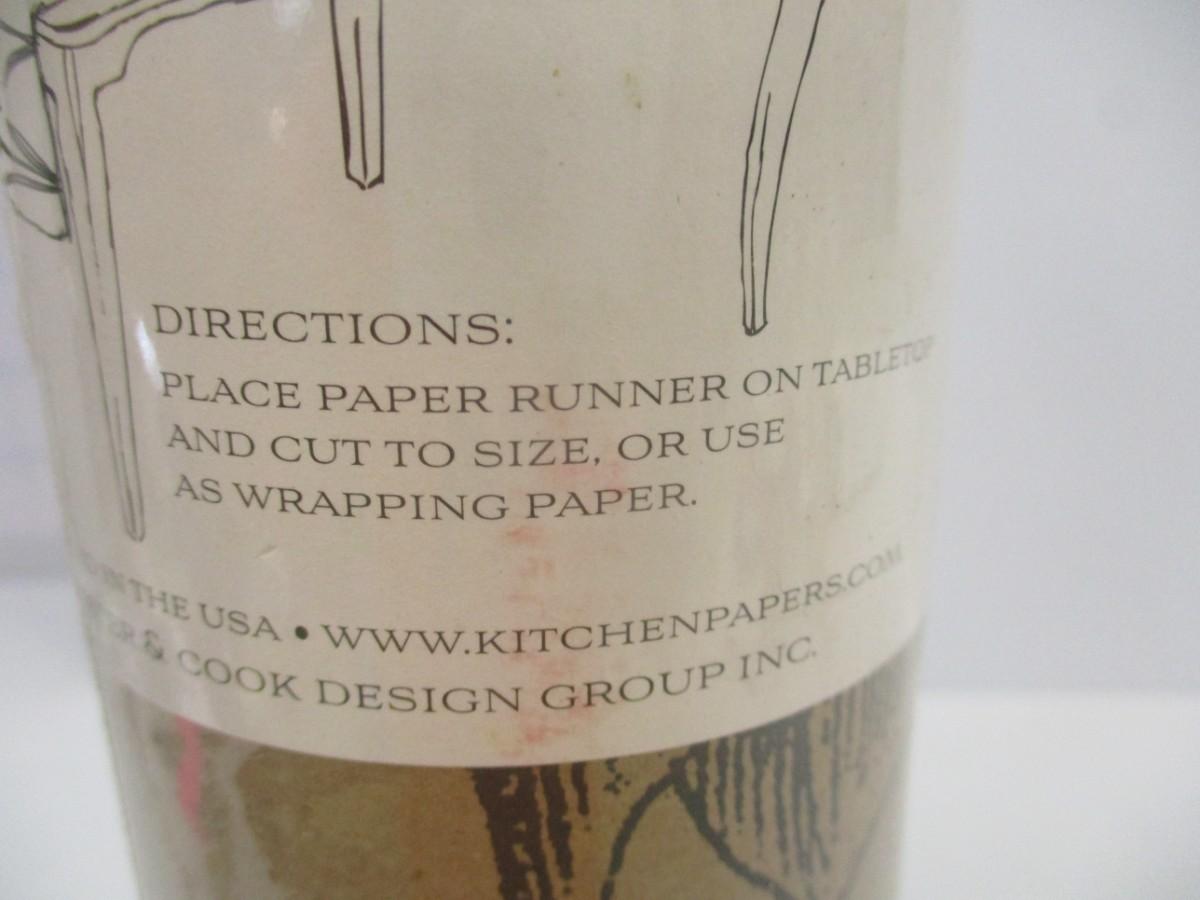 DIRECTIONS:
PLACE PAPER RUNNER ON TABLETOP
AND CUT TO SIZE, OR USE
AS WRAPPING PAPER.
IN THE USA • WWW.KITCHENPAPERS.COM
& COOK DESIGN GROUP INC.